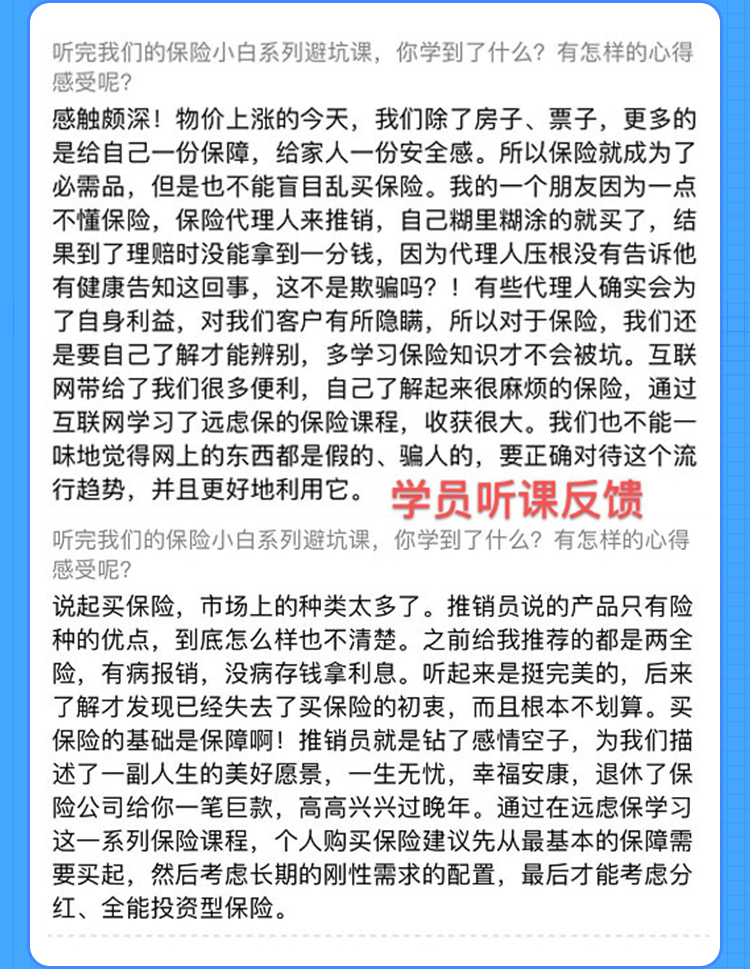 听完我们的保险小白系列避坑课，你学到了什么？有怎样的心得
感受呢？
感触颇深！物价上涨的今天，我们除了房子、票子，更多的
是给自己一份保障，给家人一份安全感。所以保险就成为了
必需品，但是也不能盲目乱买保险。我的一个朋友因为一点
不懂保险，保险代理人来推销，自己糊里糊涂的就买了，结
果到了理赔时没能拿到一分钱，因为代理人压根没有告诉他
有健康告知这回事，这不是欺骗吗？！有些代理人确实会为
了自身利益，对我们客户有所隐瞒，所以对于保险，我们还
是要自己了解才能辨别，多学习保险知识才不会被坑。互联
网带给了我们很多便利，自己了解起来很麻烦的保险，通过
互联网学习了远虑保的保险课程，收获很大。我们也不能一
味地觉得网上的东西都是假的、骗人的，要正确对待这个流
行趋势，并且更好地利用它。
学员听课反馈
听完我们的保险小白系列避坑课，你学到了什么？有怎样的心得
感受呢？
说起买保险，市场上的种类太多了。推销员说的产品只有险
种的优点，到底怎么样也不清楚。之前给我推荐的都是两全
险，有病报销，没病存钱拿利息。听起来是挺完美的，后来
了解才发现已经失去了买保险的初衷，而且根本不划算。买
保险的基础是保障啊！推销员就是钻了感情空子，为我们描
述了一副人生的美好愿景，一生无忧，幸福安康，退休了保
险公司给你一笔巨款，高高兴兴过晚年。通过在远虑保学习
这一系列保险课程，个人购买保险建议先从最基本的保障需
要买起，然后考虑长期的刚性需求的配置，最后才能考虑分
红、全能投资型保险。